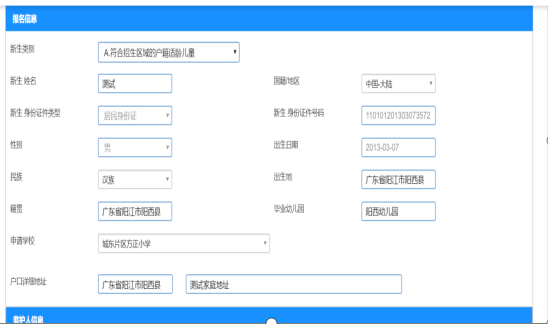 报名信息
新生类别 A.符合招生区域的户籍适龄儿童
新生 姓名 测试 国籍/地区 中国-大陆
新生 身份证件类型 居民身份证 新生 身份证件号码 110101201303073572
性别 男 出生日期 2013-03-07
民族 汉族 出生地 广东省阳江市阳西县
籍贯 广东省阳江市阳西县 毕业幼儿园 阳西幼儿园
申请学校 城东片区方正小学
户口详细地址 广东省阳江市阳西县 测试家庭地址
监护人信息